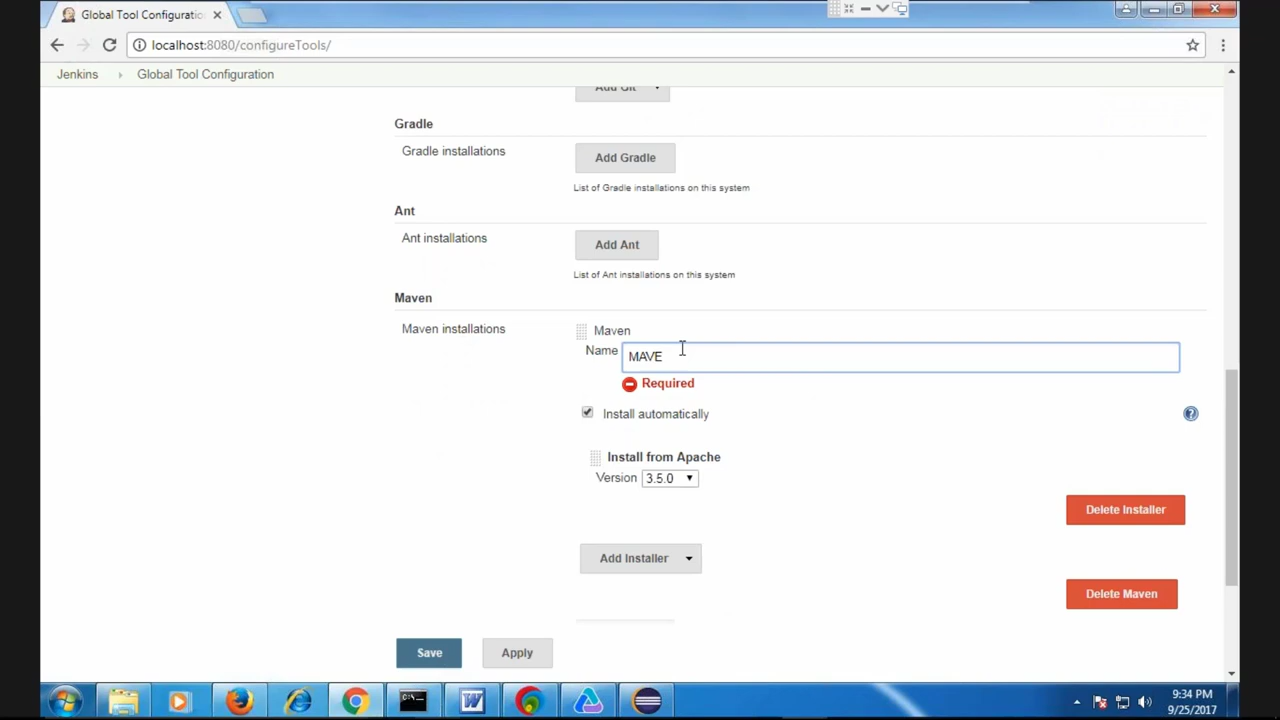 Global Tool Configuratio
localhost:8080/configureTools/
Jenkins Global Tool Configuration
Add Git
Gradle
Gradle installations
Add Gradle
List of Gradle installations on this system
Ant
Ant installations
Add Ant
List of Ant installations on this system
Maven
Maven installations
Maven
Name
MAVE
Required
Install automatically
Install from Apache
Version 3.5.0
Delete Installer
Add Installer
Delete Maven
Save Apply
9:34 PM
9/25/2017